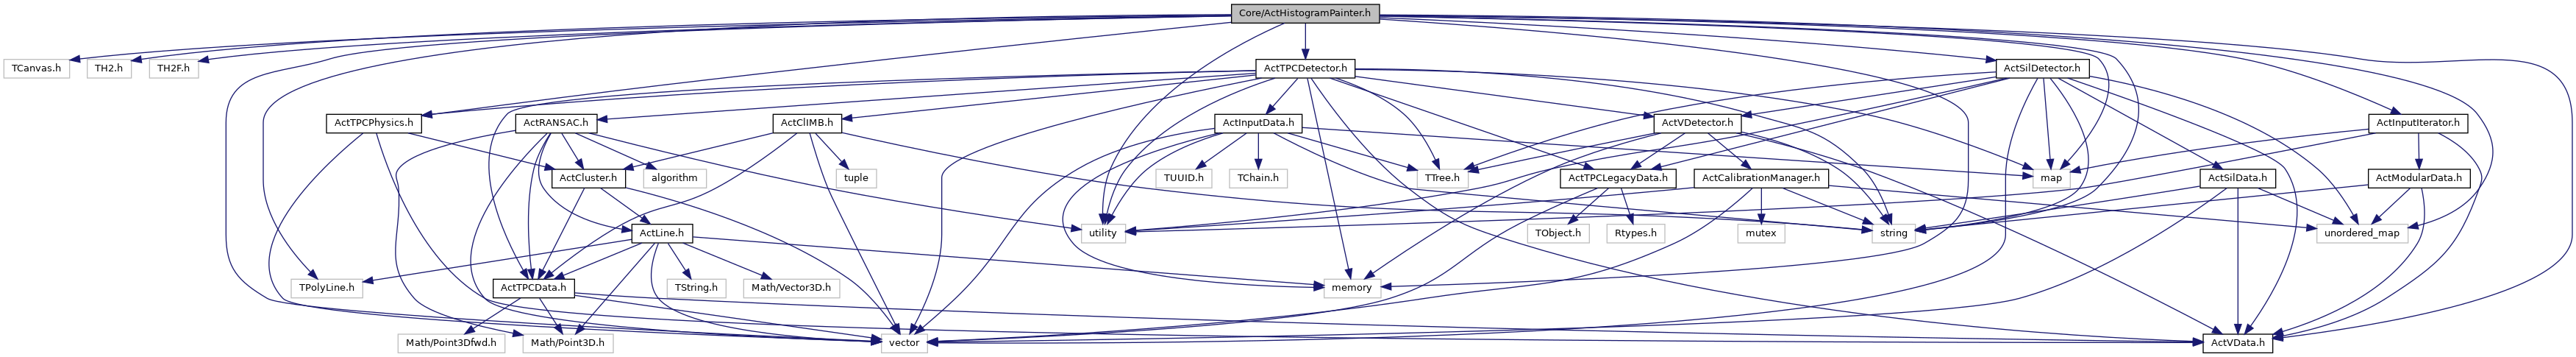 Core/ActHistogramPainter.h
TCanvas.h
TH2.h
TH2F.h
ActTPCDetector.h
ActSilDetector.h
ActTPCPhysics.h
ActRANSAC.h
ActClIMB.h
ActInputData.h
ActVDetector.h
ActInputIterator.h
ActCluster.h
algorithm
tuple
TUUID.h
TChain.h
TTree.h
ActTPCLegacyData.h
ActCalibrationManager.h
map
ActSilData.h
ActModularData.h
ActLine.h
utility
TObject.h
Rtypes.h
mutex
string
unordered_map
TPolyLine.h
ActTPCData.h
TString.h
Math/Vector3D.h
memory
Math/Point3Dfwd.h
Math/Point3D.h
vector
ActVData.h